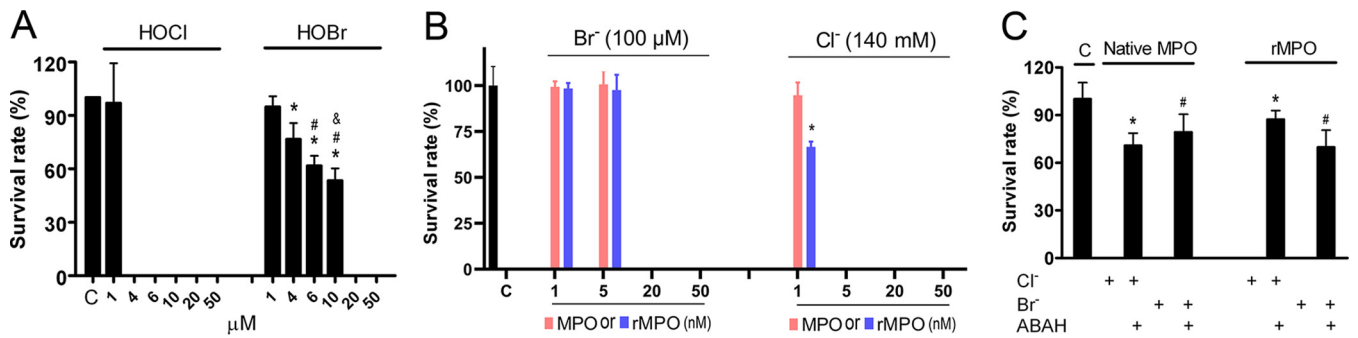 A
HOCl
HOBr
Survival rate (%)
120
90
60
30
0
*
# *
& # *
C 1 4 6 10 20 50 1 4 6 10 20 50
μM
B
Br⁻ (100 μM)
Cl⁻ (140 mM)
Survival rate (%)
100
75
50
25
0
*
C 1 5 20 50 1 5 20 50
MPO or rMPO (nM)
MPO or rMPO (nM)
C
C Native MPO rMPO
Survival rate (%)
120
90
60
30
0
* # * #
Cl⁻ + + + +
Br⁻ + + + +
ABAH + + + +